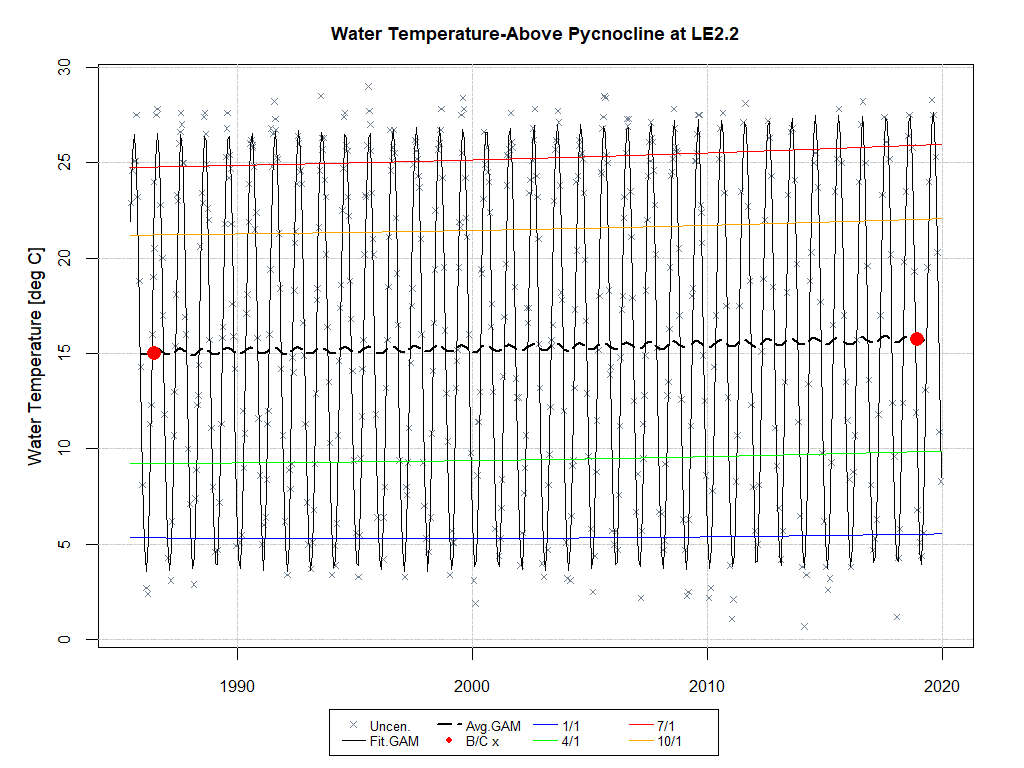 Water Temperature-Above Pycnocline at LE2.2
Water Temperature [deg C]
30
25
20
15
10
5
0
1990 2000 2010 2020
Uncen. Avg.GAM 1/1 7/1
Fit.GAM B/C x 4/1 10/1